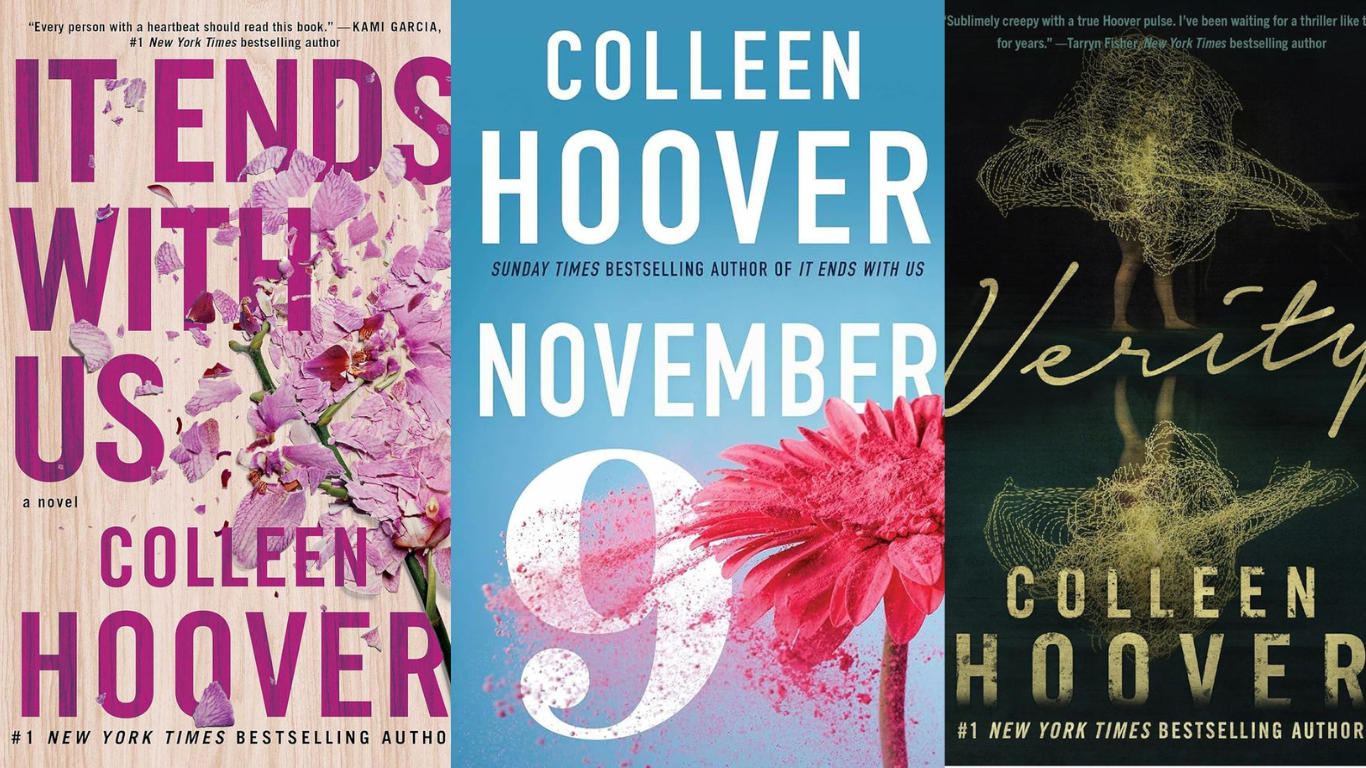 “Every person with a heartbeat should read this book.” —KAMI GARCIA,
#1 New York Times bestselling author
IT ENDS
WITH
US
a novel
COLLEEN
HOOVER
#1 NEW YORK TIMES BESTSELLING AUTHO
COLLEEN
HOOVER
SUNDAY TIMES BESTSELLING AUTHOR OF IT ENDS WITH US
NOVEMBER
9
“Sublimely creepy with a true Hoover pulse. I've been waiting for a thriller like t
for years.” —Tarryn Fisher, New York Times bestselling author
Verity
COLLEEN
HOOVER
#1 NEW YORK TIMES BESTSELLING AUTHOR